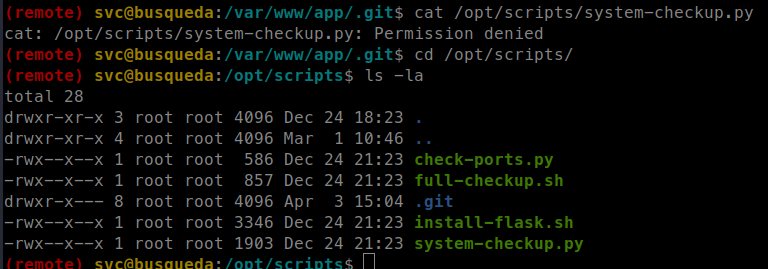 (remote) svc@busqueda:/var/www/app/.git$ cat /opt/scripts/system-checkup.py
cat: /opt/scripts/system-checkup.py: Permission denied
(remote) svc@busqueda:/var/www/app/.git$ cd /opt/scripts/
(remote) svc@busqueda:/opt/scripts$ ls -la
total 28
drwxr-xr-x 3 root root 4096 Dec 24 18:23 .
drwxr-xr-x 4 root root 4096 Mar  1 10:46 ..
-rwx--x--x 1 root root  586 Dec 24 21:23 check-ports.py
-rwx--x--x 1 root root  857 Dec 24 21:23 full-checkup.sh
drwxr-x--- 8 root root 4096 Apr  3 15:04 .git
-rwx--x--x 1 root root 3346 Dec 24 21:23 install-flask.sh
-rwx--x--x 1 root root 1903 Dec 24 21:23 system-checkup.py
(remote) svc@busqueda:/opt/scripts$